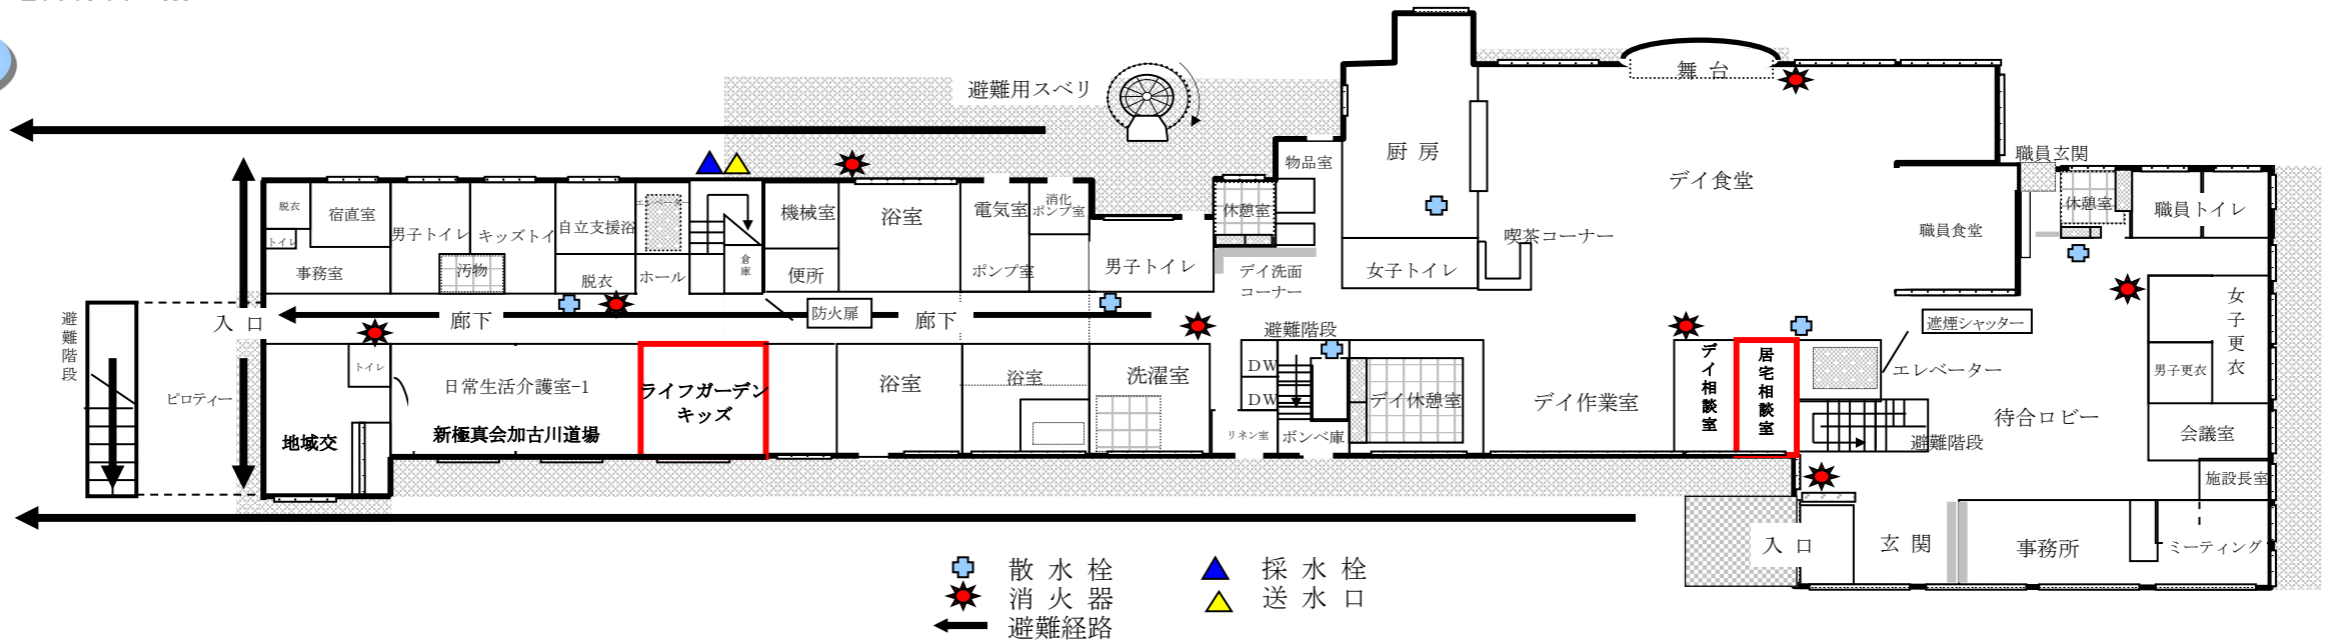 舞台
避難用スベリ
物品室
厨房
職員玄関
デイ食堂
脱衣
宿直室
男子トイレ
キッズトイ
自立支援浴
機械室
浴室
電気室
消化
ポンプ室
休憩室
休憩室
職員トイレ
トイレ
喫茶コーナー
職員食堂
事務室
汚物
脱衣
ホール
倉庫
便所
ポンプ室
男子トイレ
デイ洗面
コーナー
女子トイレ
女子更衣
入口
廊下
防火扉
廊下
避難階段
遮煙シャッター
避難階段
ピロティー
トイレ
日常生活介護室-1
ライフガーデン
キッズ
浴室
浴室
洗濯室
DW
DW
デイ休憩室
デイ作業室
デイ相談室
居宅相談室
エレベーター
男子更衣
待合ロビー
地域交
新極真会加古川道場
リネン室
ボンベ庫
避難階段
会議室
施設長室
入口
玄関
事務所
ミーティング
散水栓
採水栓
消火器
送水口
避難経路